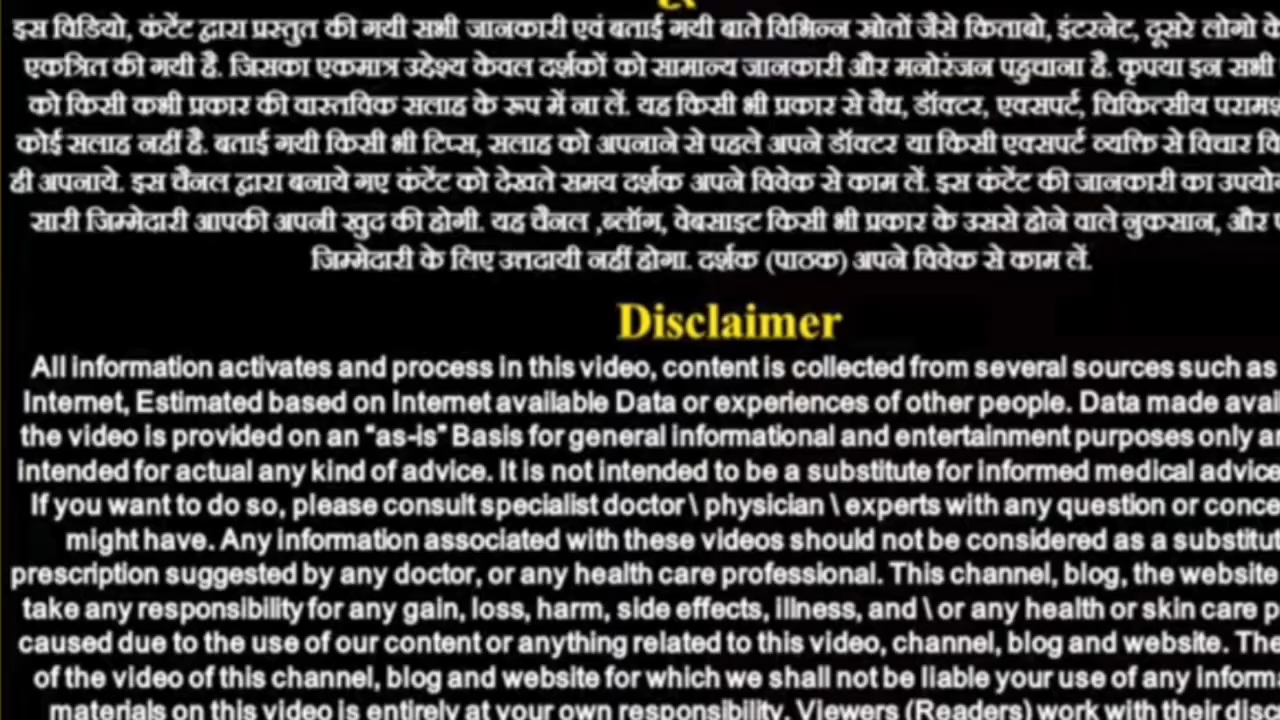 इस विडियो, कंटेंट द्वारा प्रस्तुत की गयी सभी जानकारी एवं बताई गयी बाते विभिन्न स्रोतों जैसे किताबो, इंटरनेट, दूसरे लोगो के
एकत्रित की गयी है. जिसका एकमात्र उद्देश्य केवल दर्शकों को सामान्य जानकारी और मनोरंजन पहुचाना है. कृपया इन सभी
को किसी कभी प्रकार की वास्तविक सलाह के रूप में ना लें. यह किसी भी प्रकार से वैध, डॉक्टर, एक्सपर्ट, चिकित्सीय
कोई सलाह नहीं है. बताई गयी किसी भी टिप्स, सलाह को अपनाने से पहले अपने डॉक्टर या किसी एक्सपर्ट व्यक्ति से विचार
ही अपनाये. इस चैनल द्वारा बनाये गए कंटेंट को देखते समय दर्शक अपने विवेक से काम लें. इस कंटेंट की जानकारी का
सारी जिम्मेदारी आपकी अपनी खुद की होगी. यह चैनल ,ब्लॉग, वेबसाइट किसी भी प्रकार के उससे होने वाले नुकसान, और
जिम्मेदारी के लिए उत्तदायी नहीं होगा. दर्शक (पाठक) अपने विवेक से काम लें.
Disclaimer
All information activates and process in this video, content is collected from several sources such as
Internet, Estimated based on Internet available Data or experiences of other people. Data made avai
the video is provided on an "as-is" Basis for general informational and entertainment purposes only a
intended for actual any kind of advice. It is not intended to be a substitute for informed medical advice
If you want to do so, please consult specialist doctor \ physician \ experts with any question or conce
might have. Any information associated with these videos should not be considered as a substitut
prescription suggested by any doctor, or any health care professional. This channel, blog, the website
take any responsibility for any gain, loss, harm, side effects, illness, and \ or any health or skin care p
caused due to the use of our content or anything related to this video, channel, blog and website. The
of the video of this channel, blog and website for which we shall not be liable your use of any inform
materials on this video is entirely at your own responsibility. Viewers (Readers) work with their disc